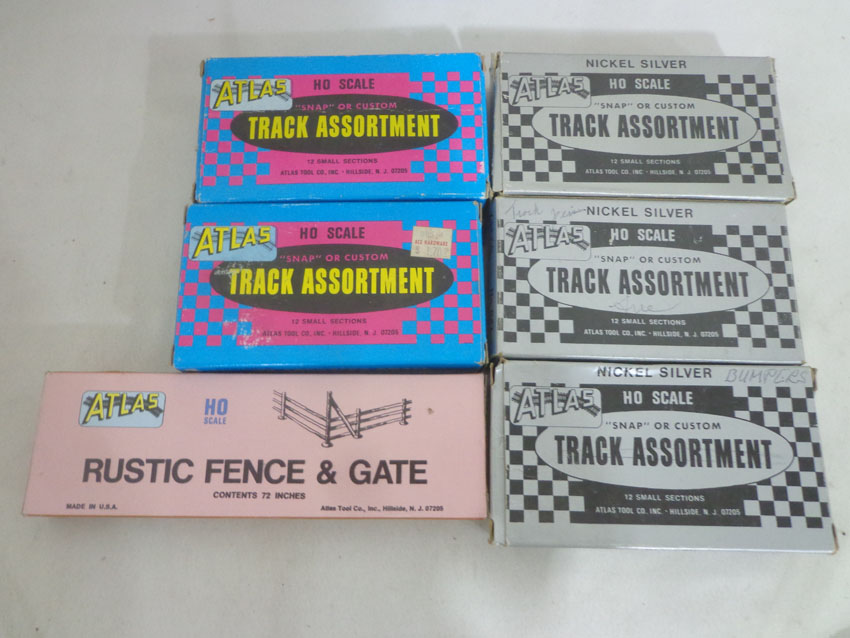 ATLAS
HO SCALE
"SNAP" OR CUSTOM
TRACK ASSORTMENT
12 SMALL SECTIONS
ATLAS TOOL CO., INC. · HILLSIDE, N. J. 07205
NICKEL SILVER
ATLAS
HO SCALE
"SNAP" OR CUSTOM
TRACK ASSORTMENT
12 SMALL SECTIONS
ATLAS TOOL CO., INC. · HILLSIDE, N. J. 07205
ATLAS
HO SCALE
ACE HARDWARE
"SNAP" OR CUSTOM
TRACK ASSORTMENT
12 SMALL SECTIONS
ATLAS TOOL CO., INC. · HILLSIDE, N. J. 07205
Track
NICKEL SILVER
ATLAS
HO SCALE
"SNAP" OR CUSTOM
TRACK ASSORTMENT
12 SMALL SECTIONS
ATLAS TOOL CO., INC. · HILLSIDE, N. J. 07205
ATLAS
HO
SCALE
RUSTIC FENCE & GATE
CONTENTS 72 INCHES
MADE IN U.S.A.
Atlas Tool Co., Inc., Hillside, N. J. 07205
NICKEL SILVER
BUMPERS
ATLAS
HO SCALE
"SNAP" OR CUSTOM
TRACK ASSORTMENT
12 SMALL SECTIONS
ATLAS TOOL CO., INC. · HILLSIDE, N. J. 07205